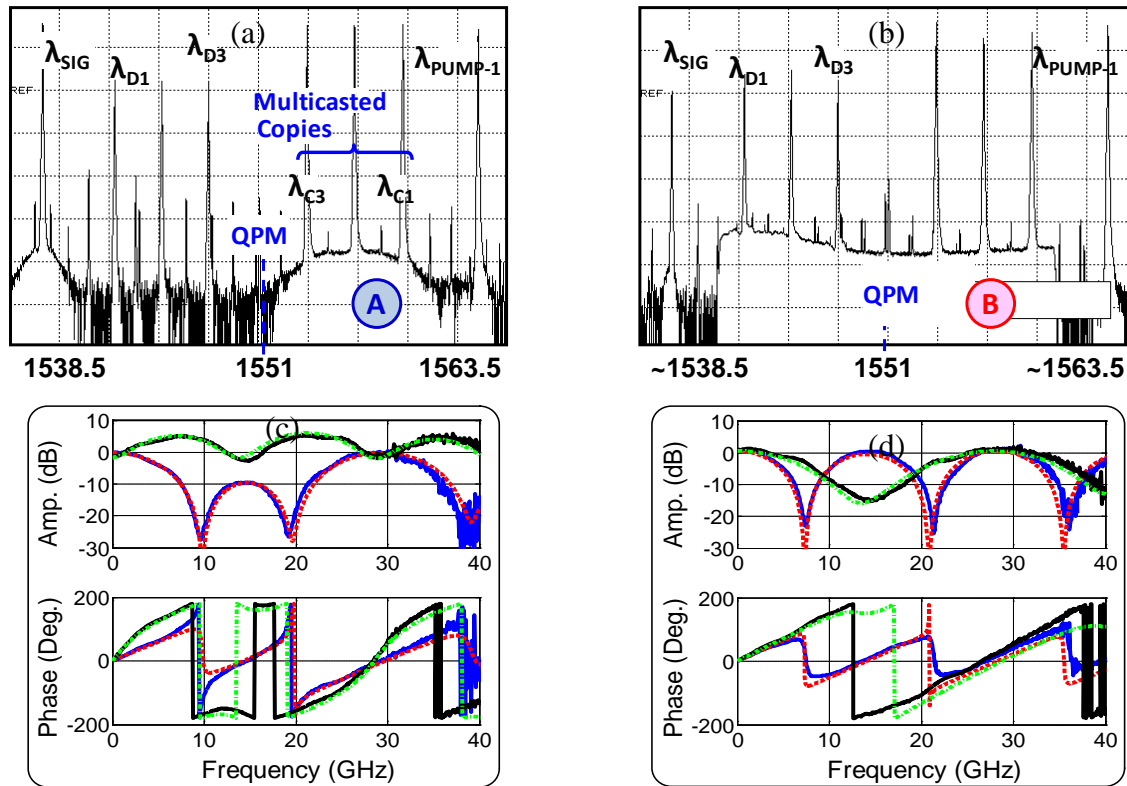 (a)
λSIG
λD3
λD1
λPUMP-1
REF
Multicasted
Copies
λC3
λC1
QPM
A
1538.5 1551 1563.5
(b)
λSIG
λD3
λD1
λPUMP-1
REF
QPM
B
~1538.5 1551 ~1563.5
(c)
Amp. (dB)
10
0
-10
-20
-30
0 10 20 30 40
Phase (Deg.)
200
0
-200
0 10 20 30 40
Frequency (GHz)
(d)
Amp. (dB)
10
0
-10
-20
-30
0 10 20 30 40
Phase (Deg.)
200
0
-200
0 10 20 30 40
Frequency (GHz)